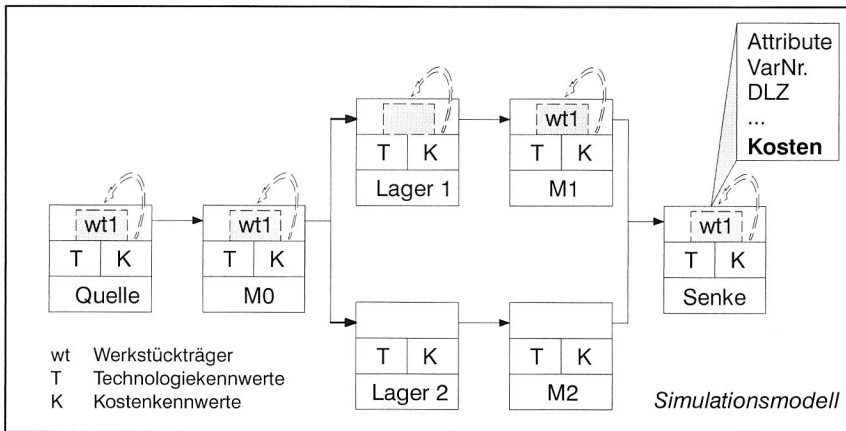 Attribute
VarNr.
DLZ
...
Kosten
wt1
T K
Lager 1
M1
T K
wt1
T K
Quelle
wt1
T K
M0
wt1
T K
Senke
T K
Lager 2
T K
M2
wt Werkstückträger
T Technologiekennwerte
K Kostenkennwerte
Simulationsmodell